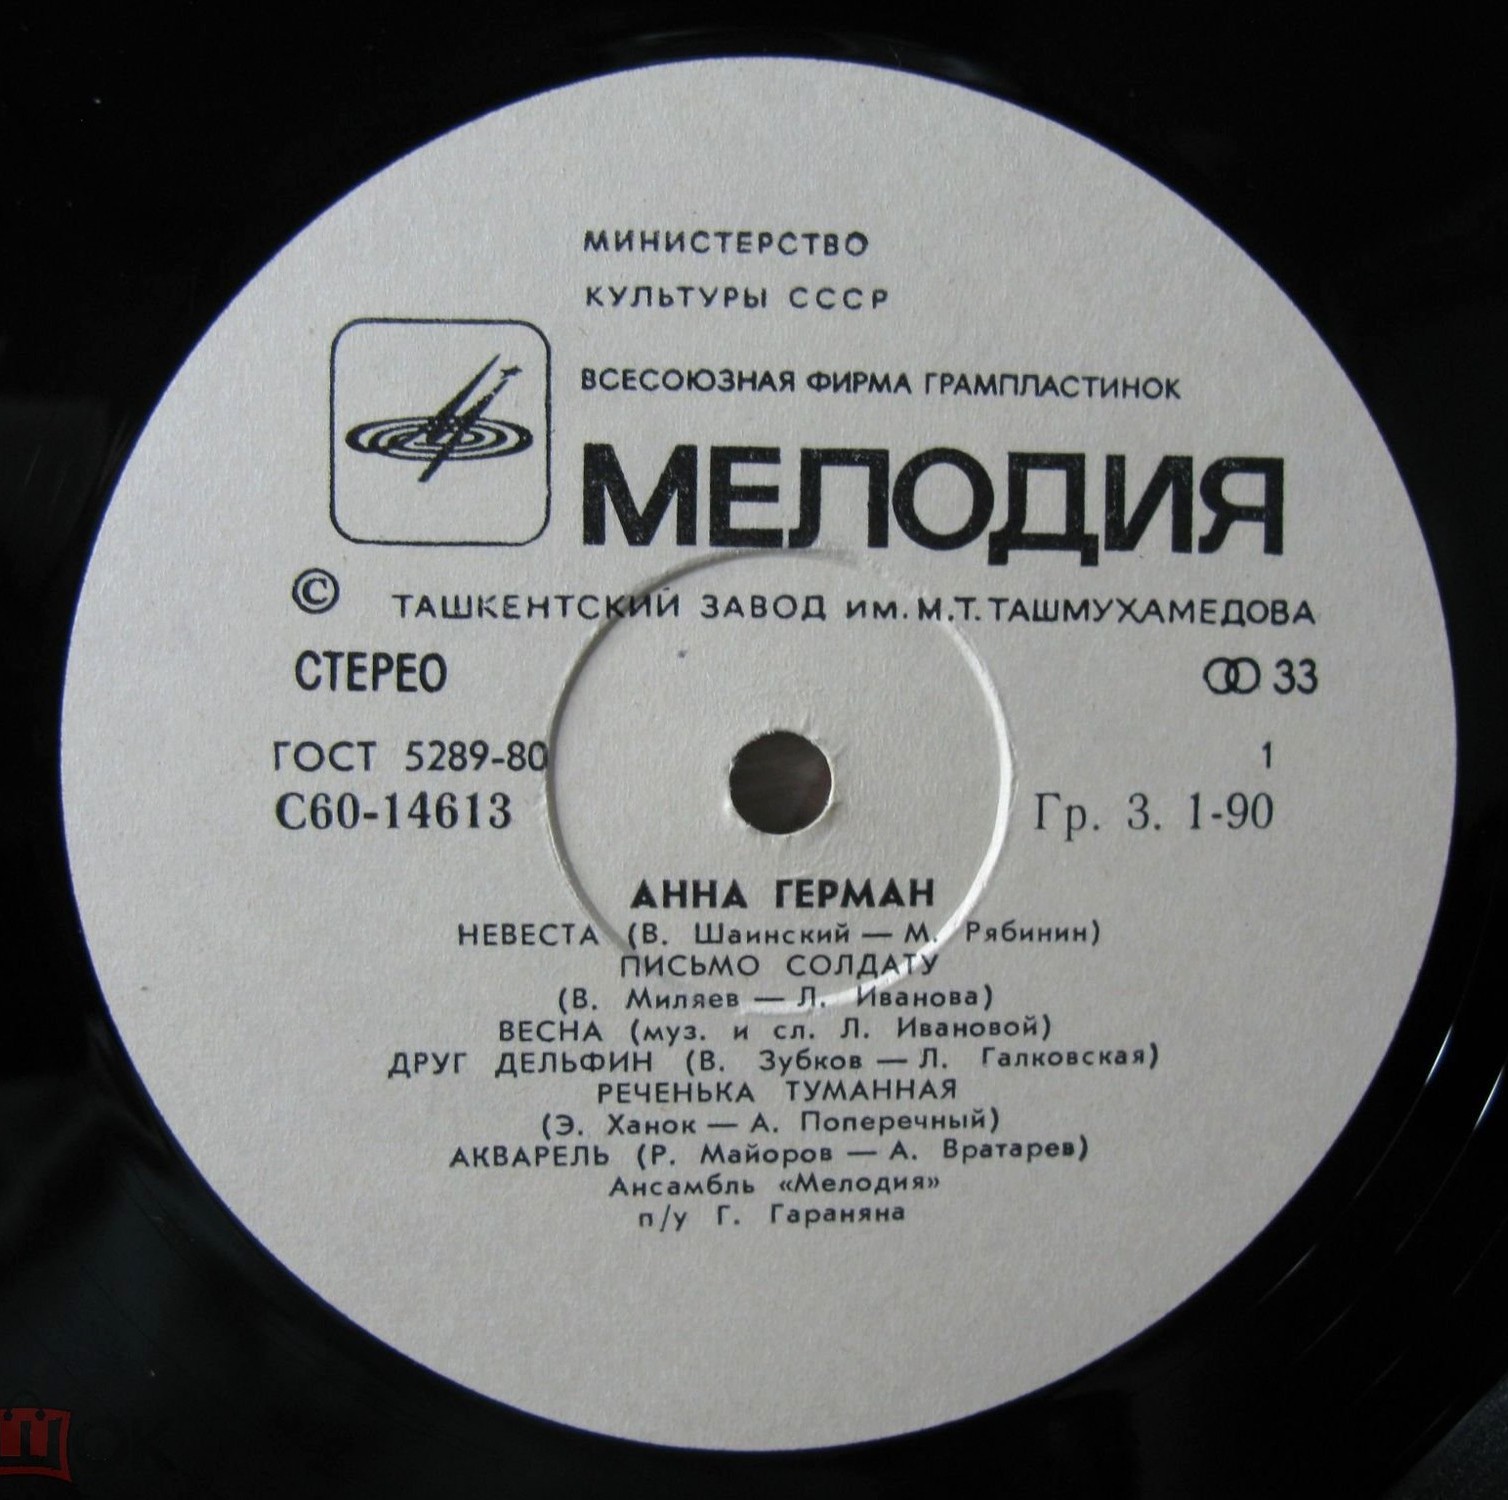 МИНИСТЕРСТВО
КУЛЬТУРЫ СССР
ВСЕСОЮЗНАЯ ФИРМА ГРАМПЛАСТИНОК
МЕЛОДИЯ
© ТАШКЕНТСКИЙ ЗАВОД им. М.Т. ТАШМУХАМЕДОВА
СТЕРЕО 33
ГОСТ 5289-80 1
С60-14613 Гр. 3. 1-90
АННА ГЕРМАН
НЕВЕСТА (В. Шаинский — М. Рябинин)
ПИСЬМО СОЛДАТУ
(В. Миляев — Л. Иванова)
ВЕСНА (муз. и сл. Л. Ивановой)
ДРУГ ДЕЛЬФИН (В. Зубков — Л. Галковская)
РЕЧЕНЬКА ТУМАННАЯ
(Э. Ханок — А. Поперечный)
АКВАРЕЛЬ (Р. Майоров — А. Вратарев)
Ансамбль «Мелодия»
п/у Г. Гараняна